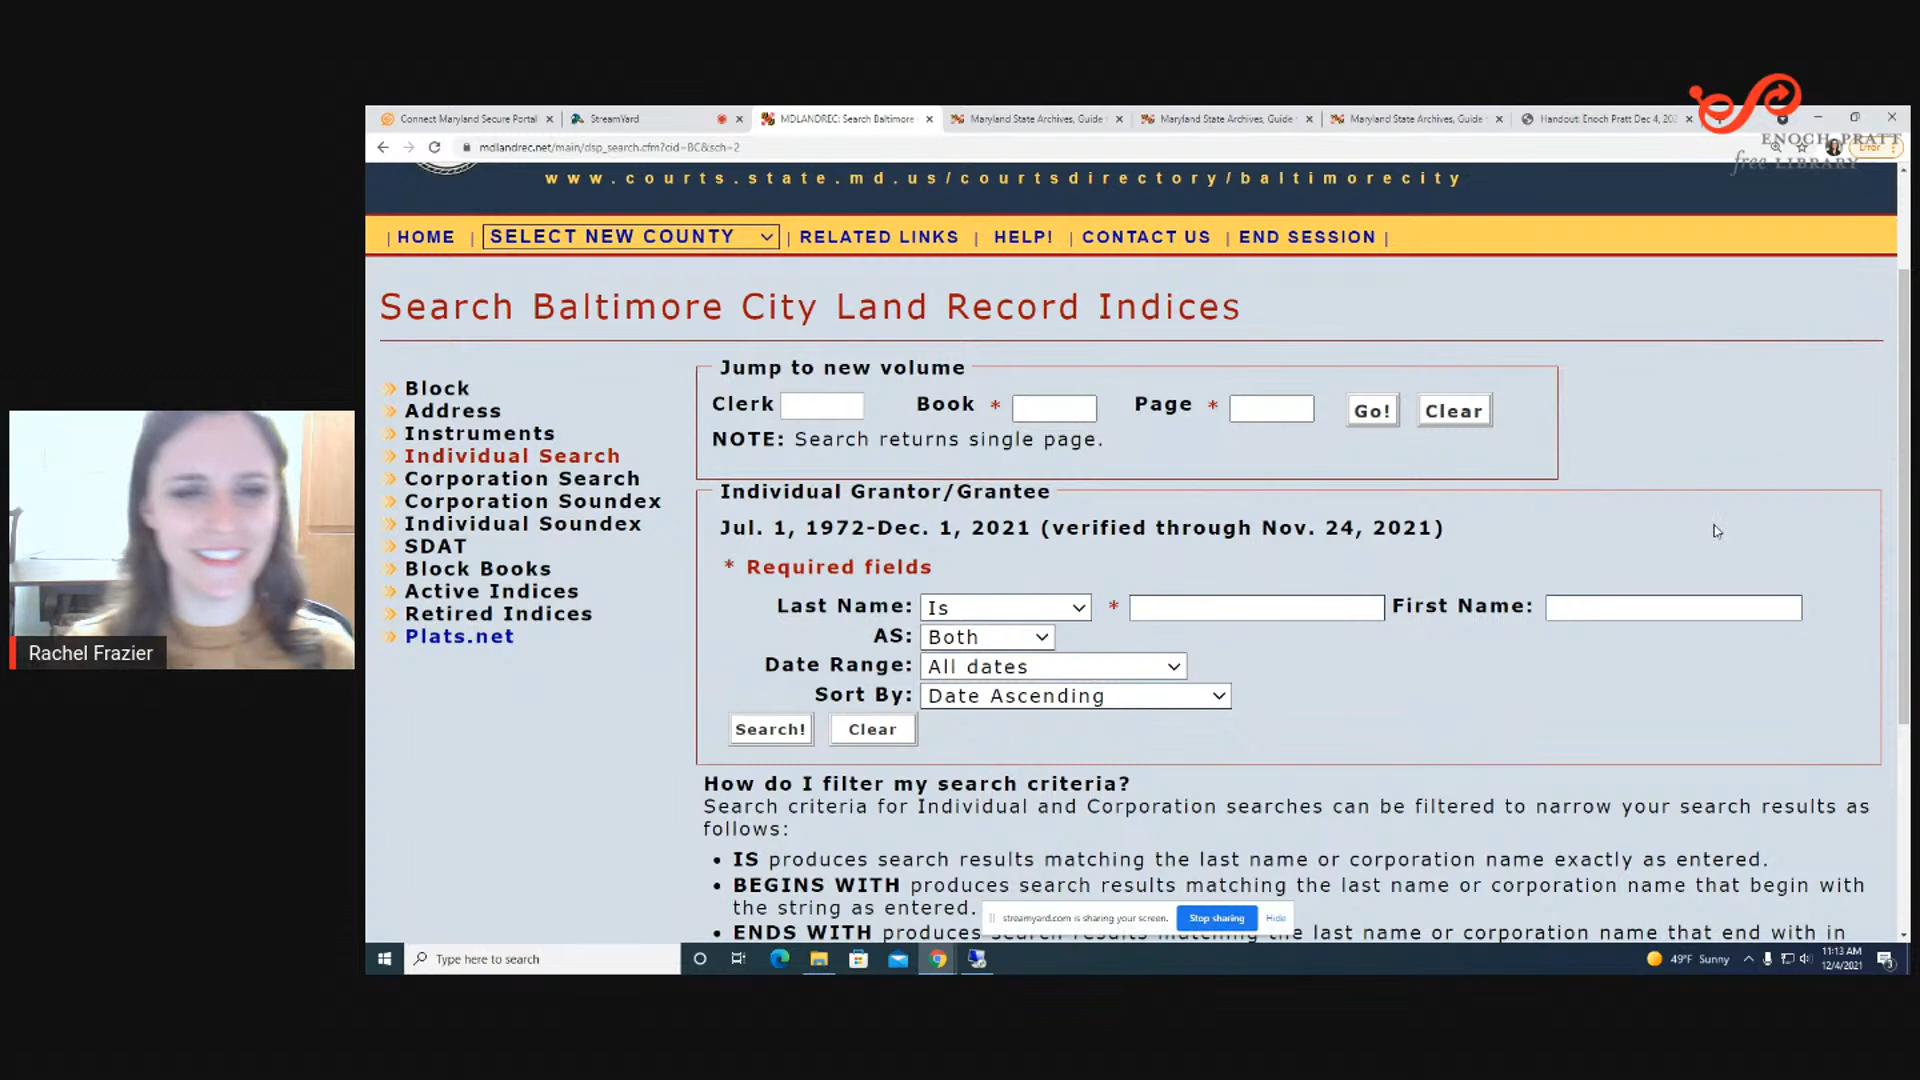 Connect Maryland Secure Portal
StreamYard
MDLANDREC: Search Baltimore
Maryland State Archives, Guide
Maryland State Archives, Guide
Maryland State Archives, Guide
Handout: Enoch Pratt Dec 4, 202
mdlandrec.net/main/dsp_search.cfm?cid=BC&sch=2
Error
ENOCH PRATT
free LIBRARY
www.courts.state.md.us/courtsdirectory/baltimorecity
| HOME | SELECT NEW COUNTY | RELATED LINKS | HELP! | CONTACT US | END SESSION |
Search Baltimore City Land Record Indices
Block
Address
Instruments
Individual Search
Corporation Search
Corporation Soundex
Individual Soundex
SDAT
Block Books
Active Indices
Retired Indices
Plats.net
Jump to new volume
Clerk Book * Page * Go! Clear
NOTE: Search returns single page.
Individual Grantor/Grantee
Jul. 1, 1972-Dec. 1, 2021 (verified through Nov. 24, 2021)
* Required fields
Last Name: Is * First Name:
AS: Both
Date Range: All dates
Sort By: Date Ascending
Search! Clear
How do I filter my search criteria?
Search criteria for Individual and Corporation searches can be filtered to narrow your search results as
follows:
• IS produces search results matching the last name or corporation name exactly as entered.
• BEGINS WITH produces search results matching the last name or corporation name that begin with
the string as entered.
• ENDS WITH produces search results matching the last name or corporation name that end with in
streamyard.com is sharing your screen. Stop sharing Hide
Rachel Frazier
Type here to search
49°F Sunny
11:13 AM
12/4/2021
3